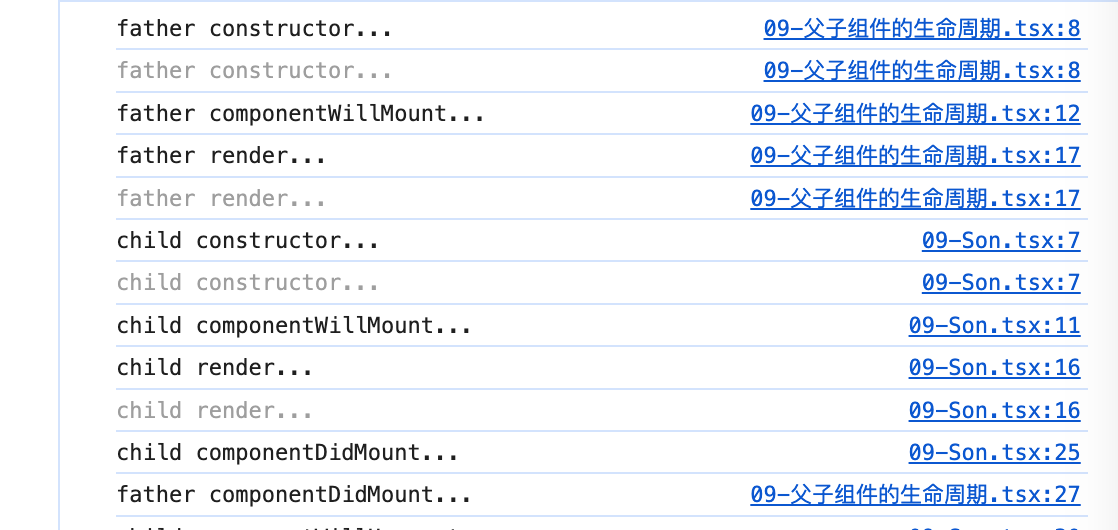 father constructor... 09-父子组件的生命周期.tsx:8
father constructor... 09-父子组件的生命周期.tsx:8
father componentWillMount... 09-父子组件的生命周期.tsx:12
father render... 09-父子组件的生命周期.tsx:17
father render... 09-父子组件的生命周期.tsx:17
child constructor... 09-Son.tsx:7
child constructor... 09-Son.tsx:7
child componentWillMount... 09-Son.tsx:11
child render... 09-Son.tsx:16
child render... 09-Son.tsx:16
child componentDidMount... 09-Son.tsx:25
father componentDidMount... 09-父子组件的生命周期.tsx:27